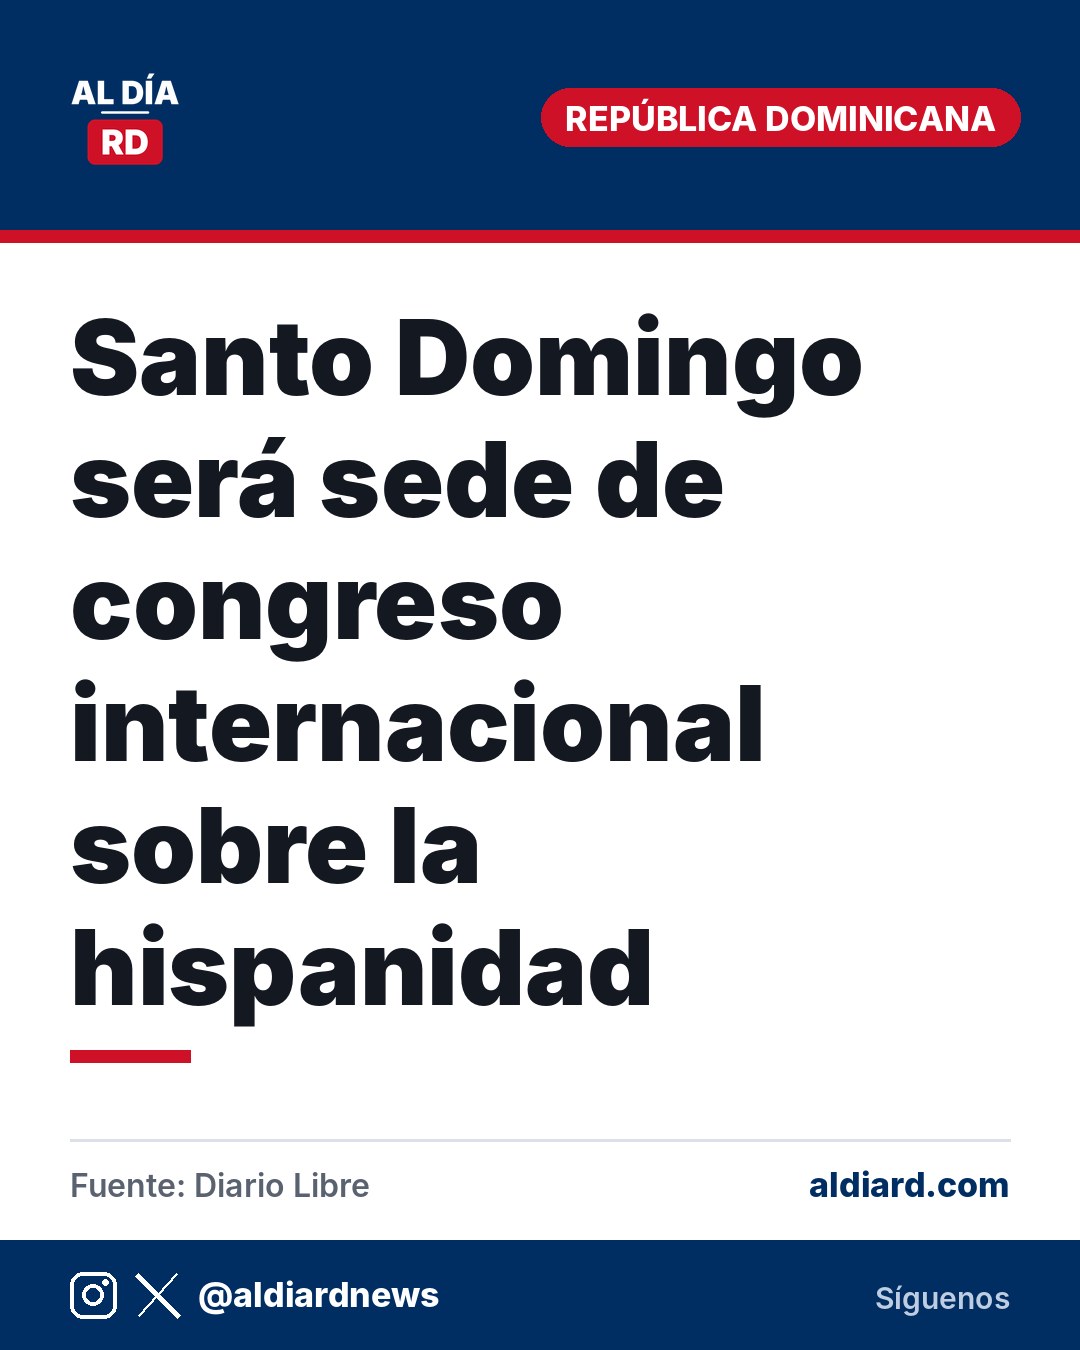 AL DÍA
RD
REPÚBLICA DOMINICANA
Santo Domingo
será sede de
congreso
internacional
sobre la
hispanidad
Fuente: Diario Libre
aldiard.com
@aldiardnews
Síguenos